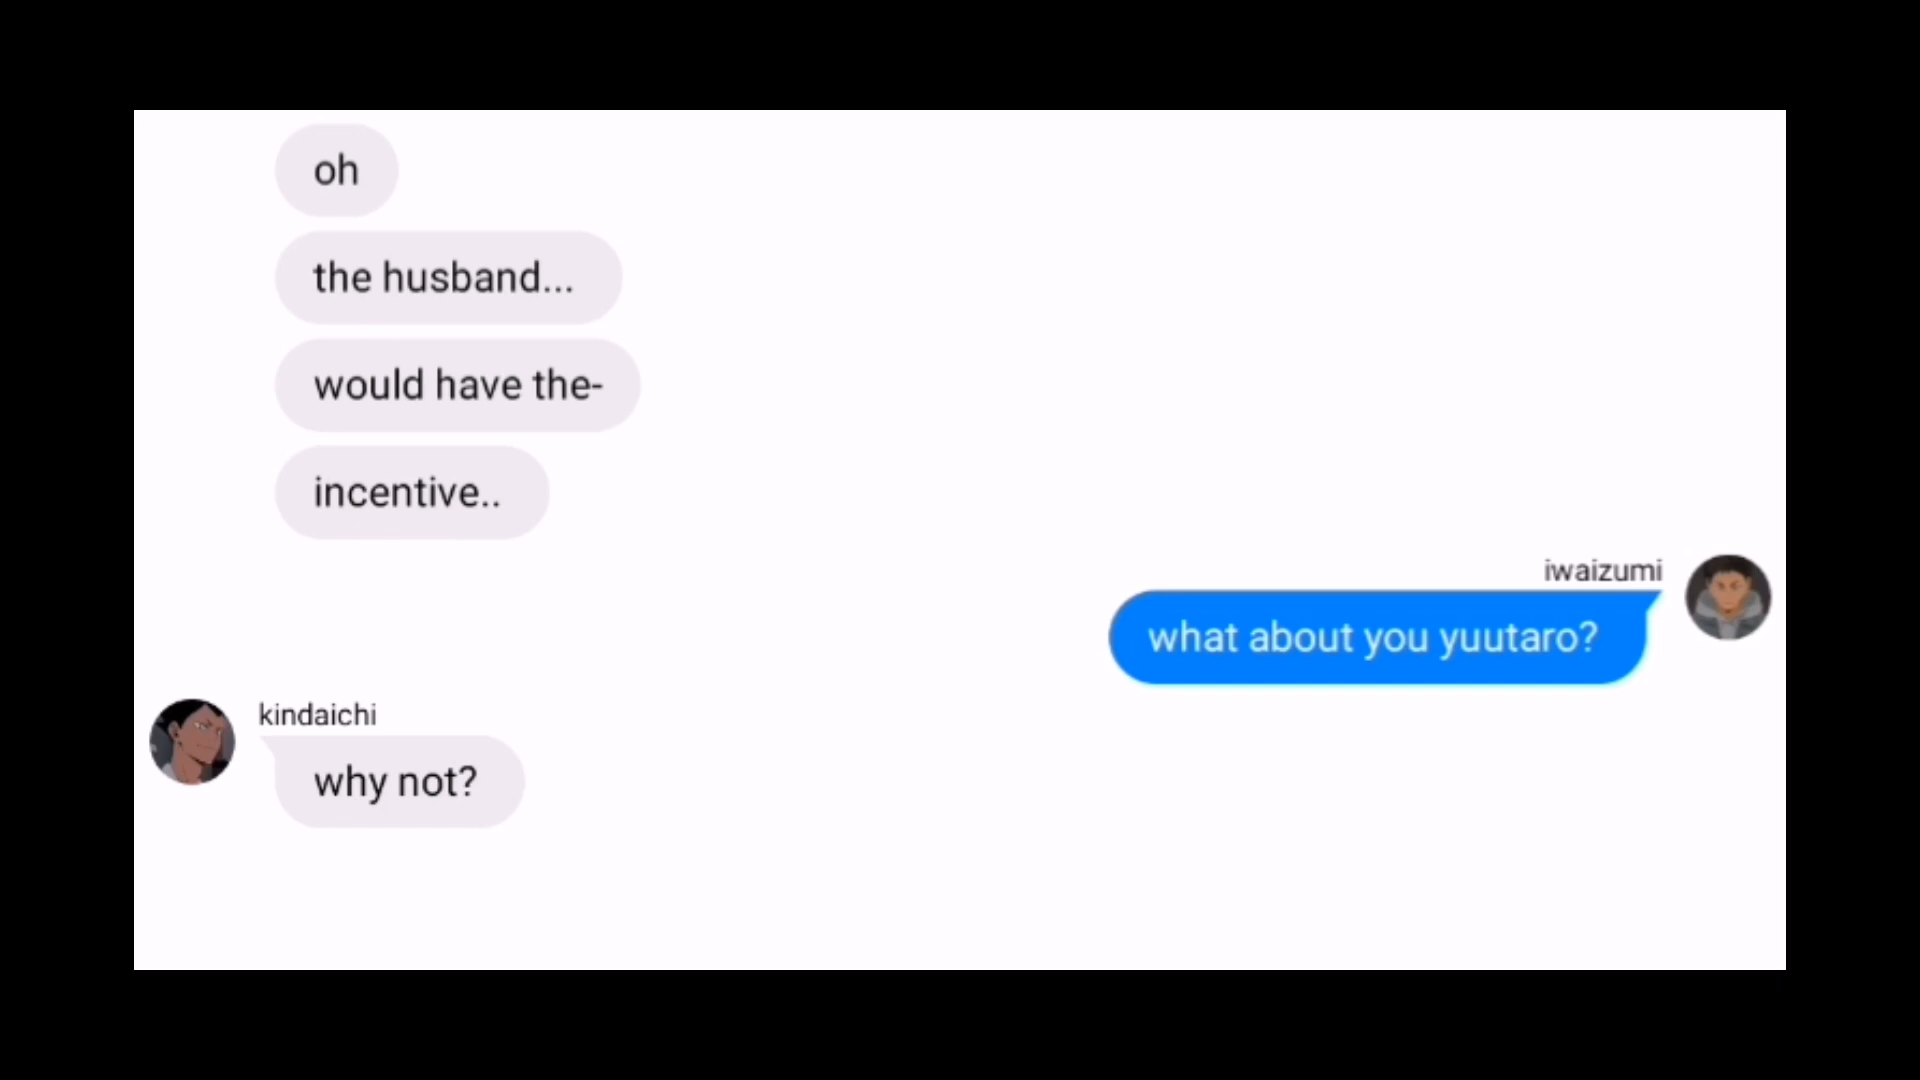 oh
the husband...
would have the-
incentive..
iwaizumi
what about you yuutaro?
kindaichi
why not?